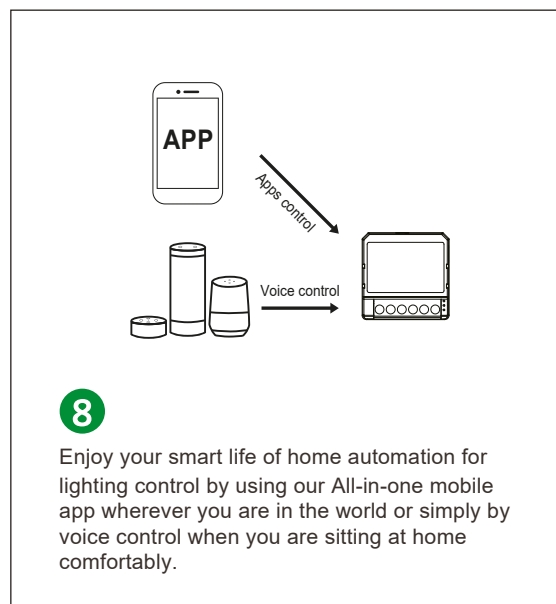 APP
Apps control
Voice control
8
Enjoy your smart life of home automation for
lighting control by using our All-in-one mobile
app wherever you are in the world or simply by
voice control when you are sitting at home
comfortably.